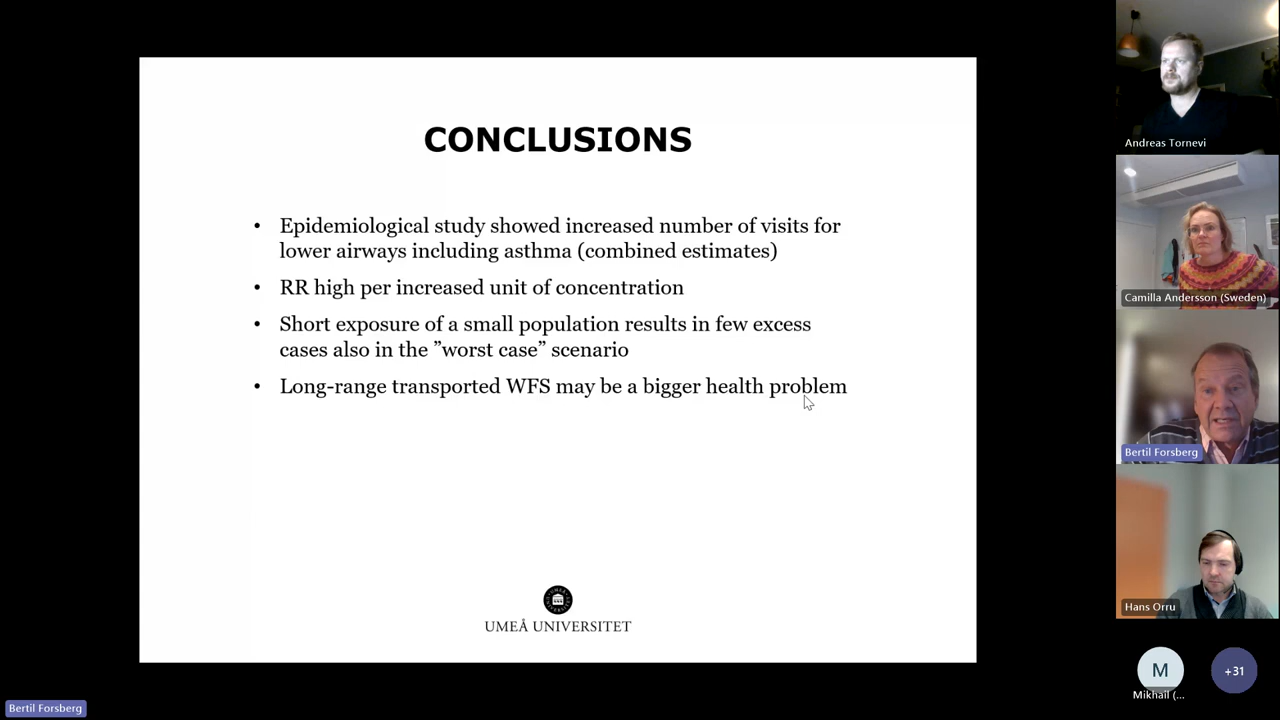 CONCLUSIONS
• Epidemiological study showed increased number of visits for
lower airways including asthma (combined estimates)
• RR high per increased unit of concentration
• Short exposure of a small population results in few excess
cases also in the ”worst case” scenario
• Long-range transported WFS may be a bigger health problem
UMEÅ UNIVERSITET
Andreas Tornevi
Camilla Andersson (Sweden)
Bertil Forsberg
Hans Orru
M
Mikhail (...
+31
Bertil Forsberg